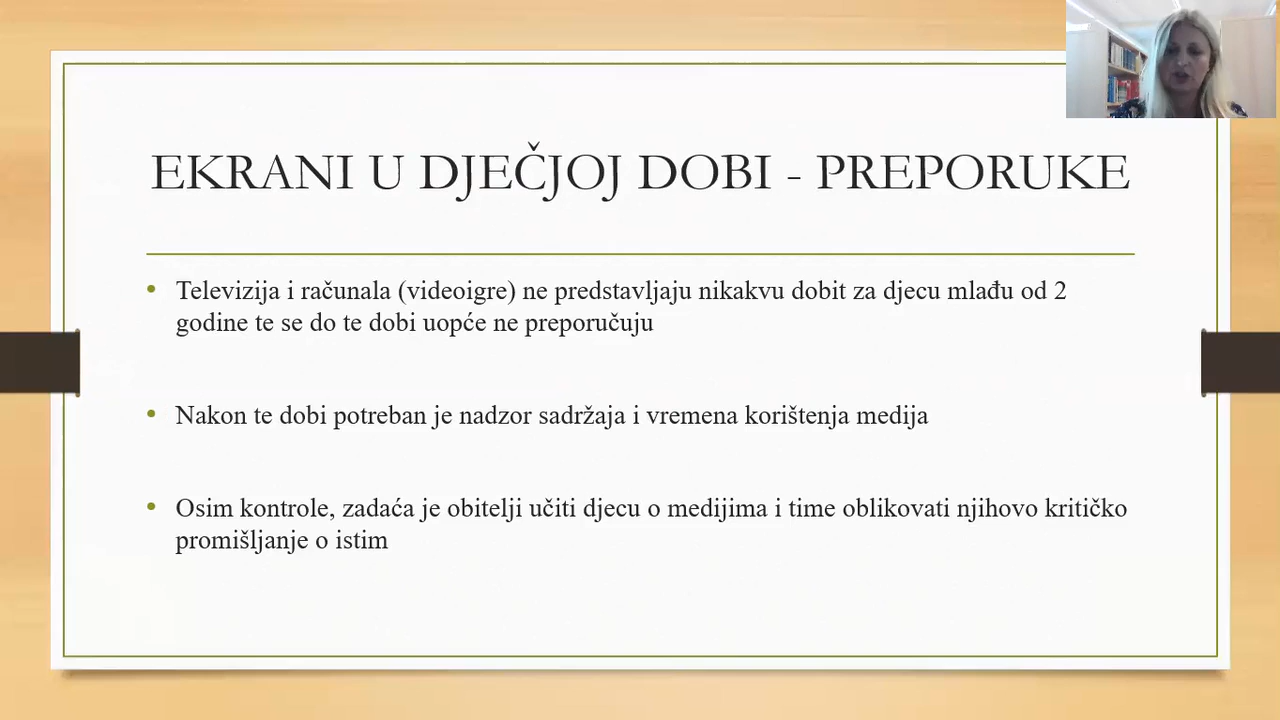 EKRANI U DJEČJOJ DOBI - PREPORUKE
• Televizija i računala (videoigre) ne predstavljaju nikakvu dobit za djecu mlađu od 2
godine te se do te dobi uopće ne preporučuju
• Nakon te dobi potreban je nadzor sadržaja i vremena korištenja medija
• Osim kontrole, zadaća je obitelji učiti djecu o medijima i time oblikovati njihovo kritičko
promišljanje o istim